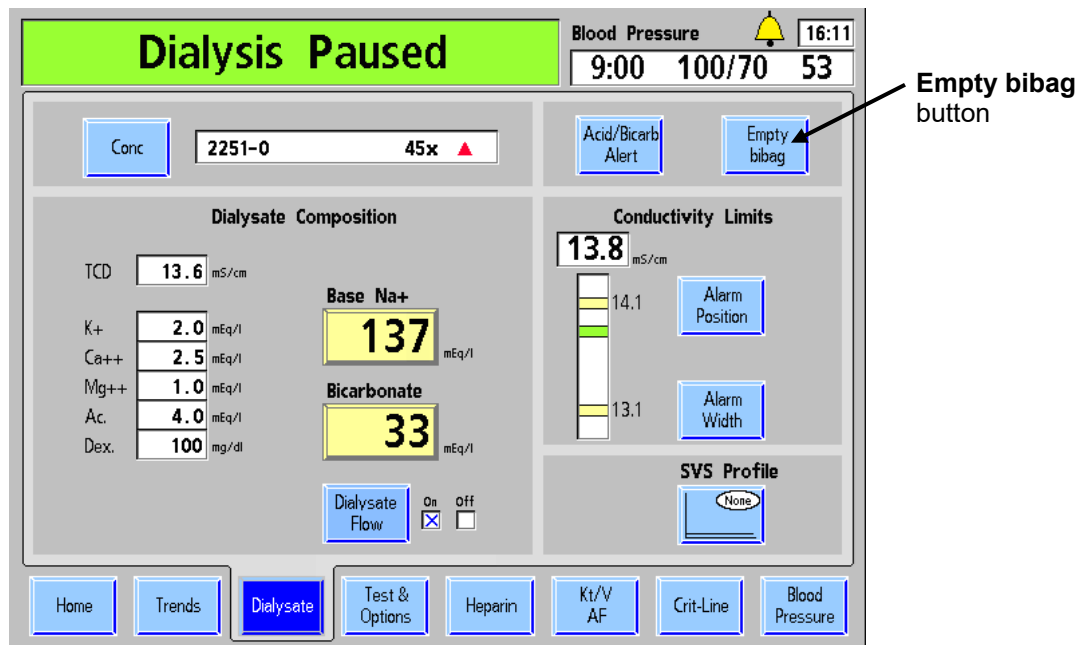 Dialysis Paused
Blood Pressure
16:11
9:00 100/70 53
Empty bibag
button
Conc
2251-0 45x
Acid/Bicarb
Alert
Empty
bibag
Dialysate Composition
TCD 13.6 mS/cm
K+ 2.0 mEq/l
Ca++ 2.5 mEq/l
Mg++ 1.0 mEq/l
Ac. 4.0 mEq/l
Dex. 100 mg/dl
Base Na+
137 mEq/l
Bicarbonate
33 mEq/l
Dialysate
Flow
On Off
Conductivity Limits
13.8 mS/cm
14.1
13.1
Alarm
Position
Alarm
Width
SVS Profile
None
Home
Trends
Dialysate
Test &
Options
Heparin
Kt/V
AF
Crit-Line
Blood
Pressure